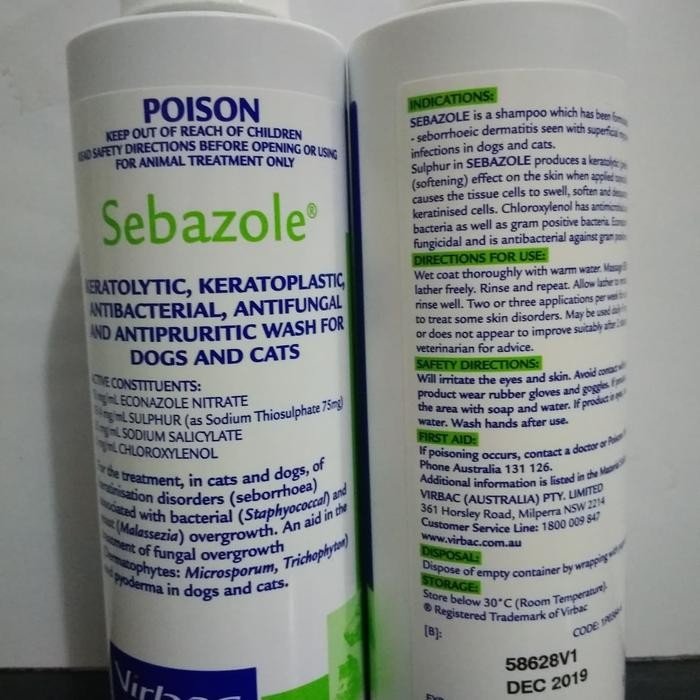 POISON
KEEP OUT OF REACH OF CHILDREN
SAFETY DIRECTIONS BEFORE OPENING OR USING
FOR ANIMAL TREATMENT ONLY
Sebazole®
KERATOLYTIC, KERATOPLASTIC,
ANTIBACTERIAL, ANTIFUNGAL
AND ANTIPRURITIC WASH FOR
DOGS AND CATS
CONSTITUENTS:
ECONAZOLE NITRATE
mg/mL SULPHUR (as Sodium Thiosulphate 75mg)
mg/mL SODIUM SALICYLATE
CHLOROXYLENOL
For the treatment, in cats and dogs, of
disorders (seborrhoea)
with bacterial (Staphyococcal) and
(Malassezia) overgrowth. An aid in the
of fungal overgrowth
Microsporum, Trichophyton)
pyoderma in dogs and cats.
Virbac
INDICATIONS:
SEBAZOLE is a shampoo which has been
- seborrhoeic dermatitis seen with superficial
infections in dogs and cats.
Sulphur in SEBAZOLE produces a keratolytic
(softening) effect on the skin when applied
causes the tissue cells to swell, soften and
keratinised cells. Chloroxylenol has
bacteria as well as gram positive bacteria.
fungicidal and is antibacterial against gram
DIRECTIONS FOR USE:
Wet coat thoroughly with warm water. Massage
lather freely. Rinse and repeat. Allow lather
rinse well. Two or three applications per week
to treat some skin disorders. May be used
or does not appear to improve suitably after
veterinarian for advice.
SAFETY DIRECTIONS:
Will irritate the eyes and skin. Avoid contact
product wear rubber gloves and goggles. If
the area with soap and water. If product in
water. Wash hands after use.
FIRST AID:
If poisoning occurs, contact a doctor or
Phone Australia 131 126.
Additional information is listed in the Material
VIRBAC (AUSTRALIA) PTY. LIMITED
361 Horsley Road, Milperra NSW 2214
Customer Service Line: 1800 009 847
www.virbac.com.au
DISPOSAL:
Dispose of empty container by wrapping
STORAGE:
Store below 30°C (Room Temperature).
® Registered Trademark of Virbac
[B]: CODE:
58628V1
DEC 2019